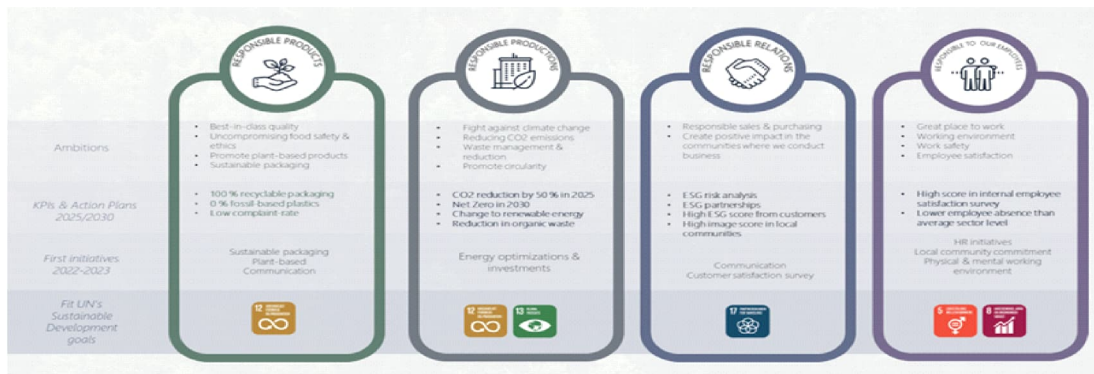 RESPONSIBLE PRODUCTS
RESPONSIBLE PRODUCTIONS
RESPONSIBLE RELATIONS
RESPONSIBLE TO OUR EMPLOYEES
Ambitions
• Best-in-class quality
• Uncompromising food safety &
ethics
• Promote plant-based products
• Sustainable packaging
• Fight against climate change
• Reducing CO2 emissions
• Waste management &
reduction
• Promote circularity
• Responsible sales & purchasing
• Create positive impact in the
communities where we conduct
business
• Great place to work
• Working environment
• Work safety
• Employee satisfaction
KPIs & Action Plans
2025/2030
• 100 % recyclable packaging
• 0 % fossil-based plastics
• Low complaint-rate
• CO2 reduction by 50 % in 2025
• Net Zero in 2030
• Change to renewable energy
• Reduction in organic waste
• ESG risk analysis
• ESG partnerships
• High ESG score from customers
• High image score in local
communities
• High score in internal employee
satisfaction survey
• Lower employee absence than
average sector level
First initiatives
2022-2023
Sustainable packaging
Plant-based
Communication
Energy optimizations &
investments
Communication
Customer satisfaction survey
HR initiatives
Local community commitment
Physical & mental working
environment
Fit UN's
Sustainable
Development
goals
12
12
13
17
5
8